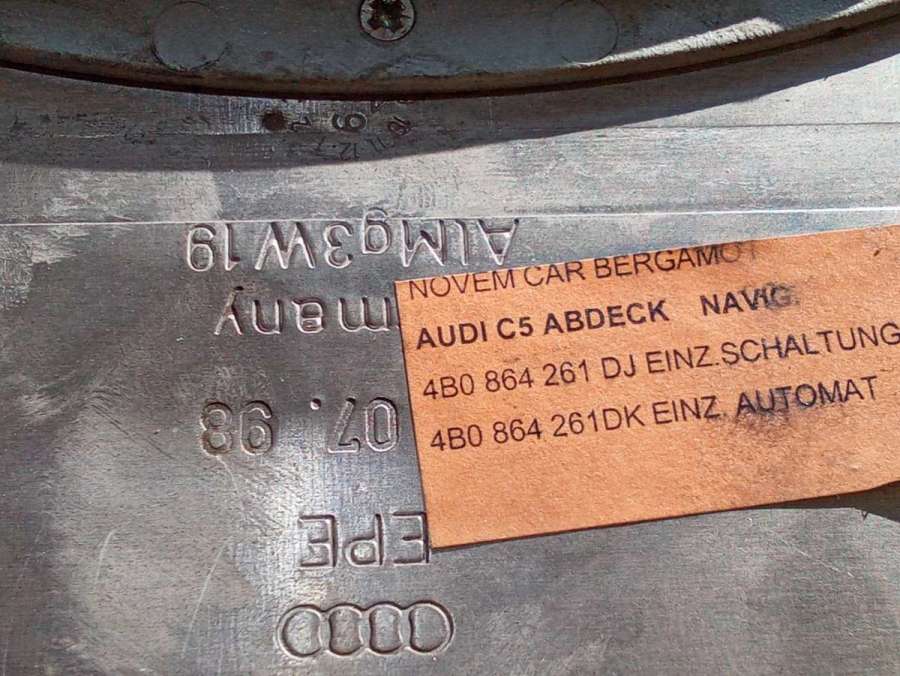 AlMg3W19
many
07. 98
EPE
NOVEM CAR BERGAMOT
AUDI C5 ABDECK NAVIG.
4B0 864 261 DJ EINZ.SCHALTUNG
4B0 864 261DK EINZ. AUTOMAT